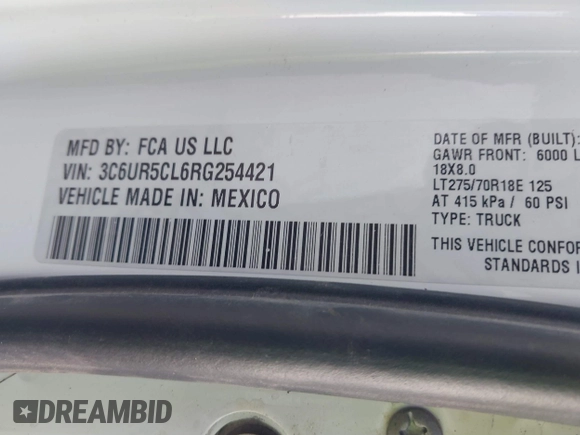 MFD BY: FCA US LLC
VIN: 3C6UR5CL6RG254421
VEHICLE MADE IN: MEXICO
DATE OF MFR (BUILT):
GAWR FRONT: 6000 L
18X8.0
LT275/70R18E 125
AT 415 kPa / 60 PSI
TYPE: TRUCK
THIS VEHICLE CONFOR
STANDARDS I
DREAMBID